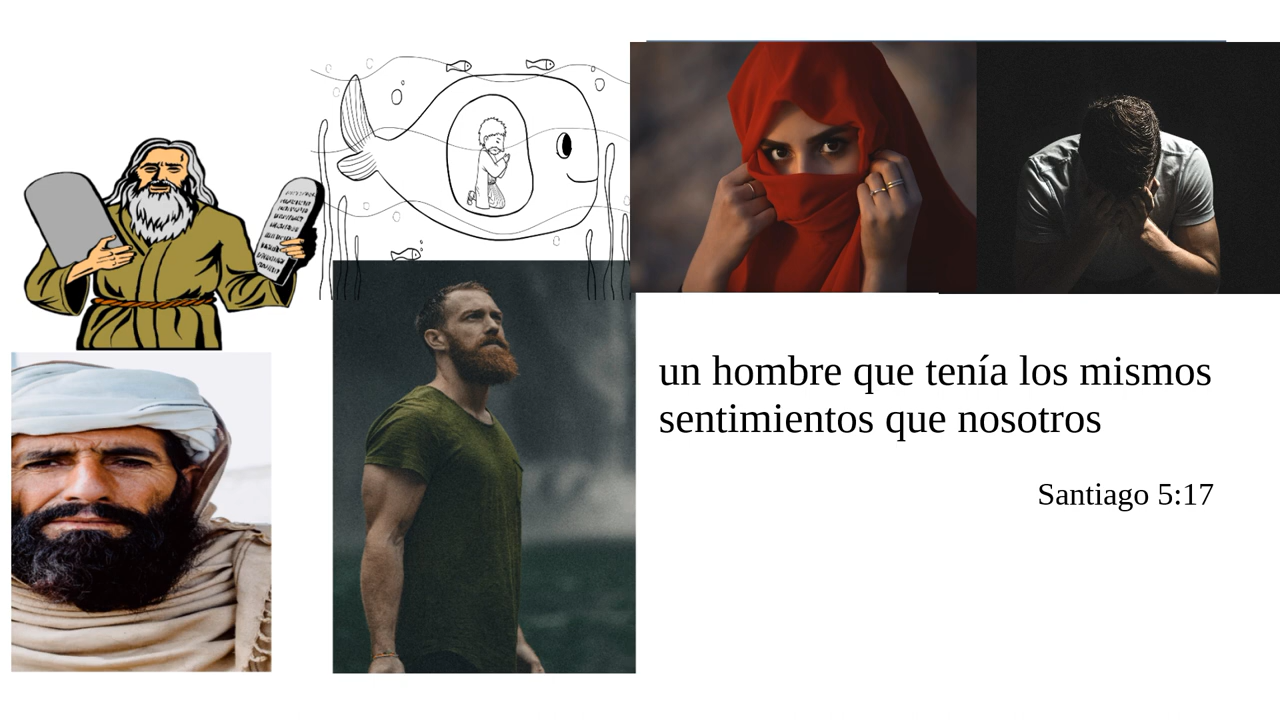 un hombre que tenía los mismos
sentimientos que nosotros
Santiago 5:17